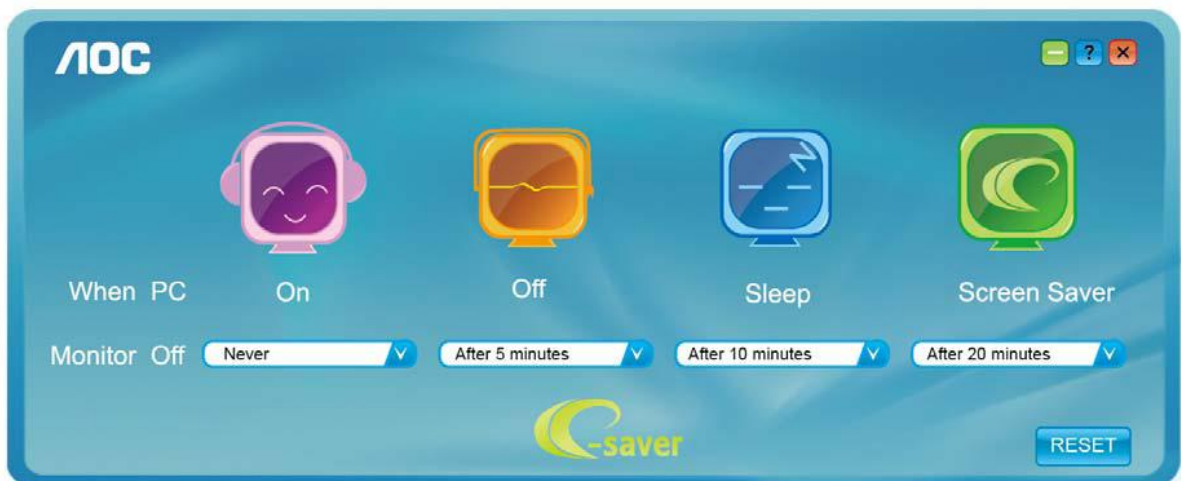 AOC
?
When PC On Off Sleep Screen Saver
Monitor Off Never After 5 minutes After 10 minutes After 20 minutes
e-saver
RESET